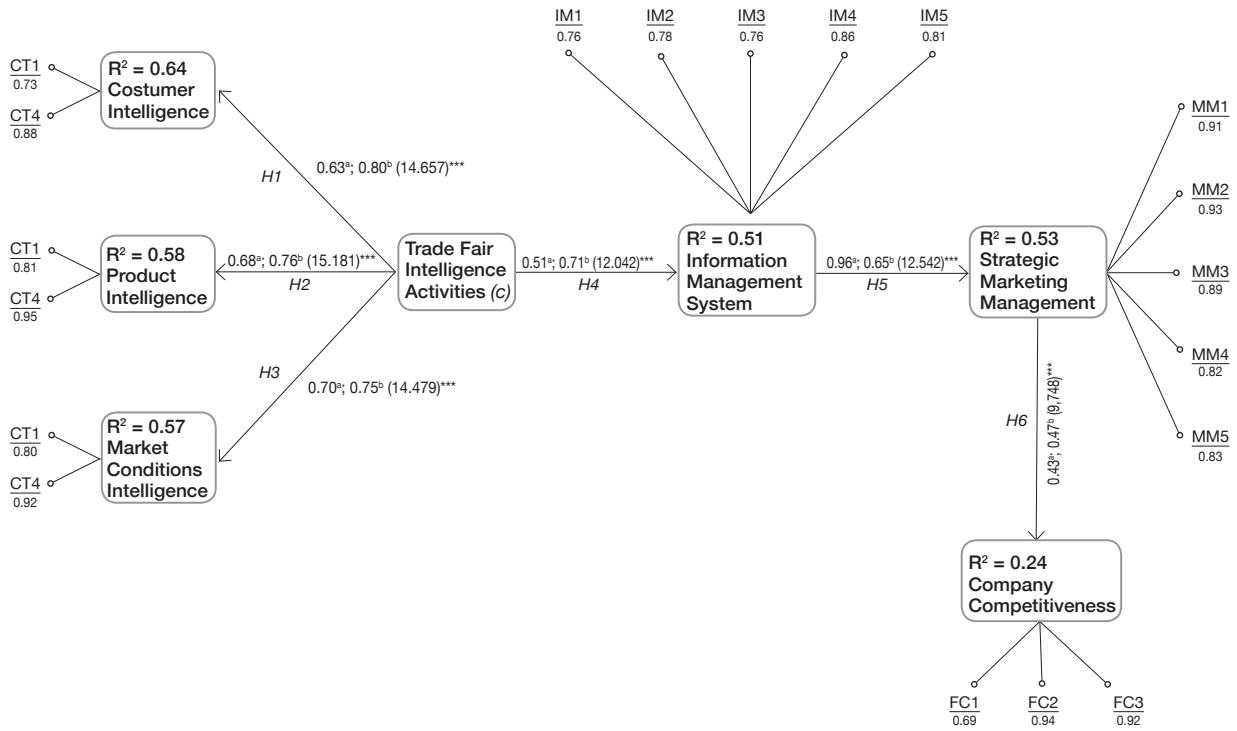 IM1
0.76
IM2
0.78
IM3
0.76
IM4
0.86
IM5
0.81
CT1
0.73
CT4
0.88
R² = 0.64
Costumer
Intelligence
H1
0.63ᵃ; 0.80ᵇ (14.657)***
CT1
0.81
CT4
0.95
R² = 0.58
Product
Intelligence
0.68ᵃ; 0.76ᵇ (15.181)***
H2
Trade Fair
Intelligence
Activities (c)
0.51ᵃ; 0.71ᵇ (12.042)***
H4
R² = 0.51
Information
Management
System
0.96ᵃ; 0.65ᵇ (12.542)***
H5
R² = 0.53
Strategic
Marketing
Management
MM1
0.91
MM2
0.93
MM3
0.89
MM4
0.82
MM5
0.83
H3
0.70ᵃ; 0.75ᵇ (14.479)***
CT1
0.80
CT4
0.92
R² = 0.57
Market
Conditions
Intelligence
H6
0.43ᵃ; 0.47ᵇ (9,748)***
R² = 0.24
Company
Competitiveness
FC1
0.69
FC2
0.94
FC3
0.92